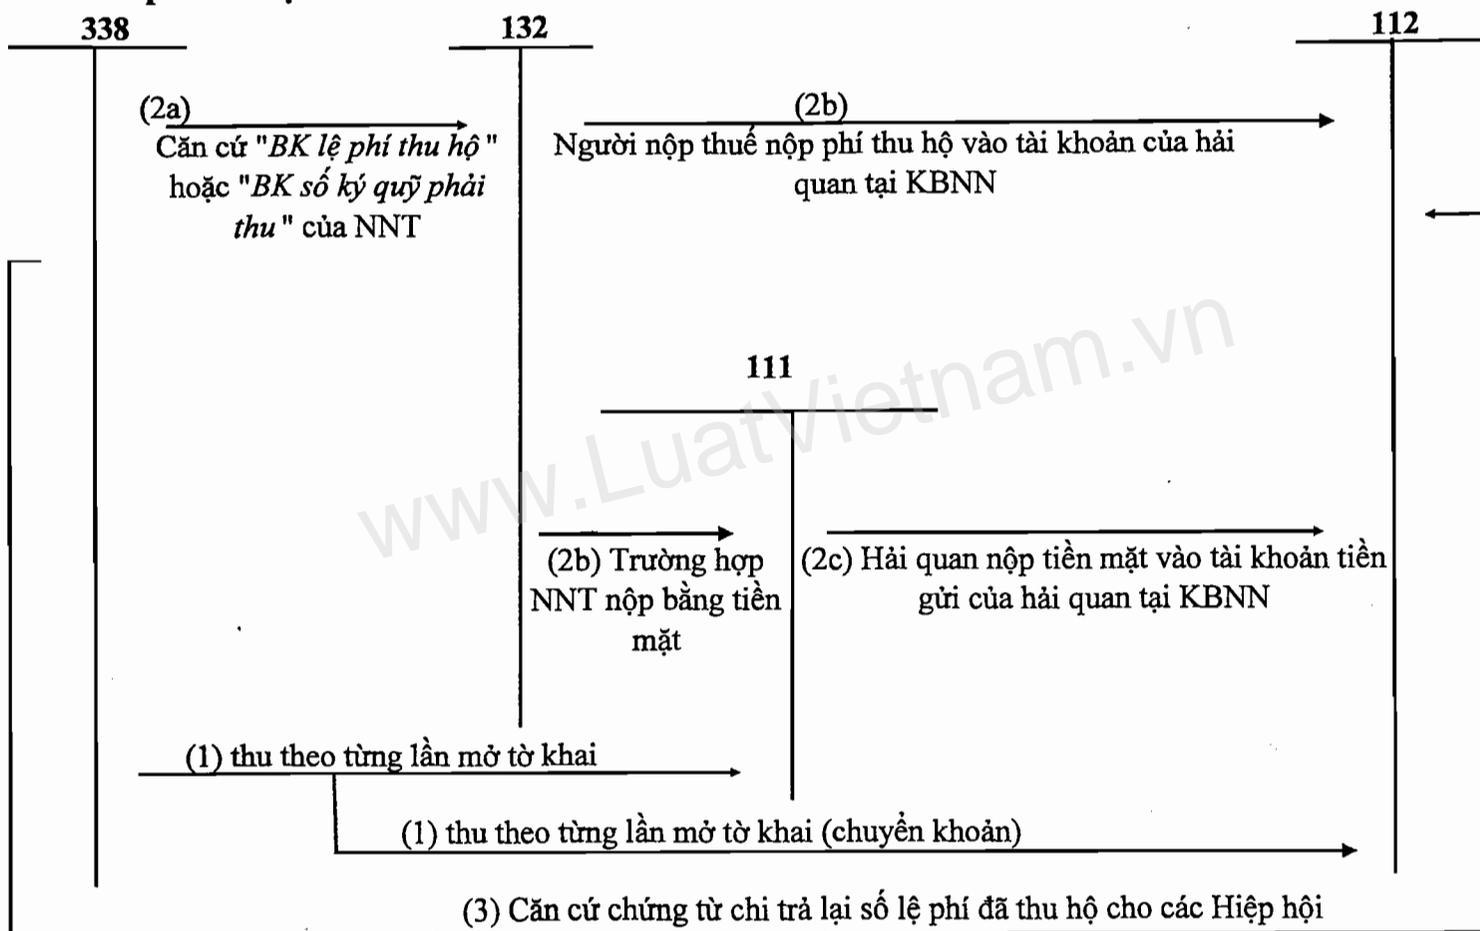 338
132
112
(2a)
Căn cứ "BK lệ phí thu hộ"
hoặc "BK số ký quỹ phải
thu" của NNT
(2b)
Người nộp thuế nộp phí thu hộ vào tài khoản của hải
quan tại KBNN
111
www.LuatVietnam.vn
(2b) Trường hợp
NNT nộp bằng tiền
mặt
(2c) Hải quan nộp tiền mặt vào tài khoản tiền
gửi của hải quan tại KBNN
(1) thu theo từng lần mở tờ khai
(1) thu theo từng lần mở tờ khai (chuyển khoản)
(3) Căn cứ chứng từ chi trả lại số lệ phí đã thu hộ cho các Hiệp hội